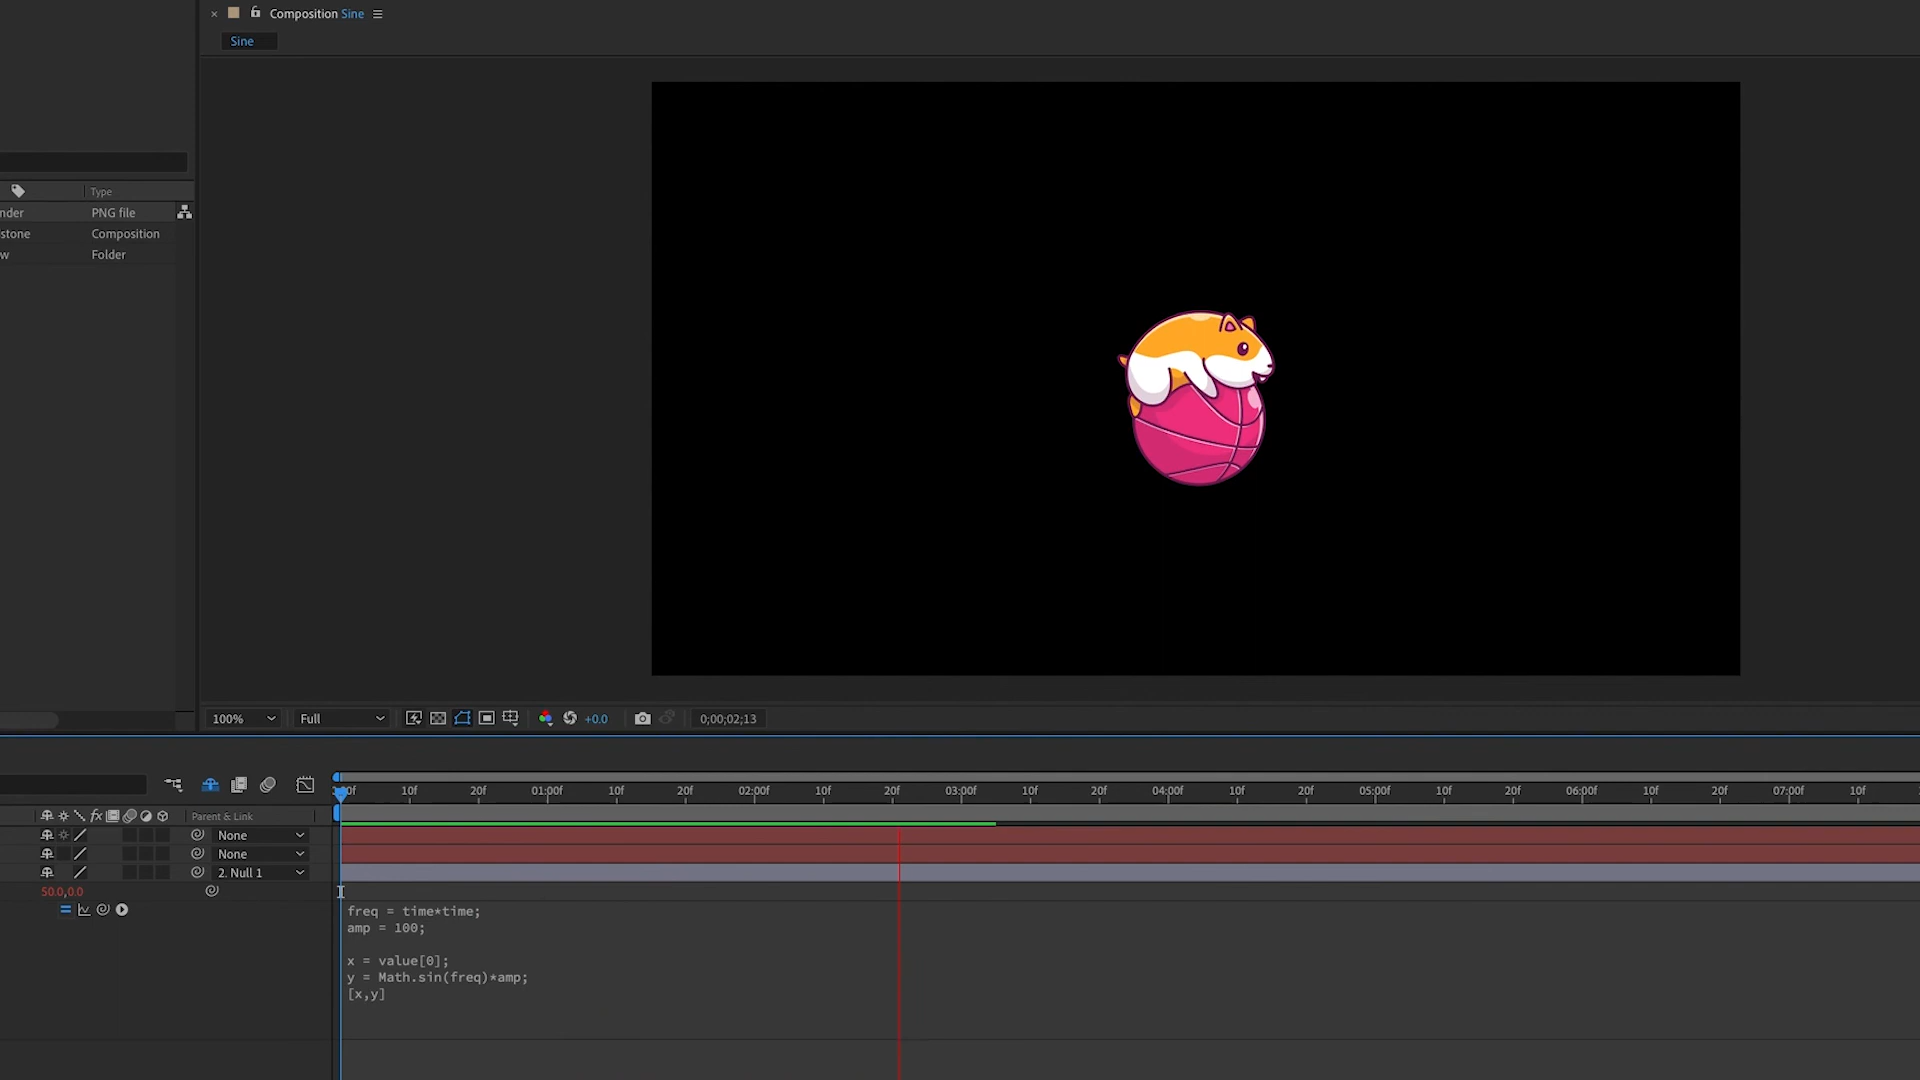 × Composition Sine
Sine
Type
nder PNG file
stone Composition
w Folder
100% Full +0.0 0;00;02;13
10f 20f 01:00f 10f 20f 02:00f 10f 20f 03:00f 10f 20f 04:00f 10f 20f 05:00f 10f 20f 06:00f 10f 20f 07:00f 10f
fx Parent & Link
None
None
2. Null 1
50.0,0.0
freq = time*time;
amp = 100;
x = value[0];
y = Math.sin(freq)*amp;
[x,y]